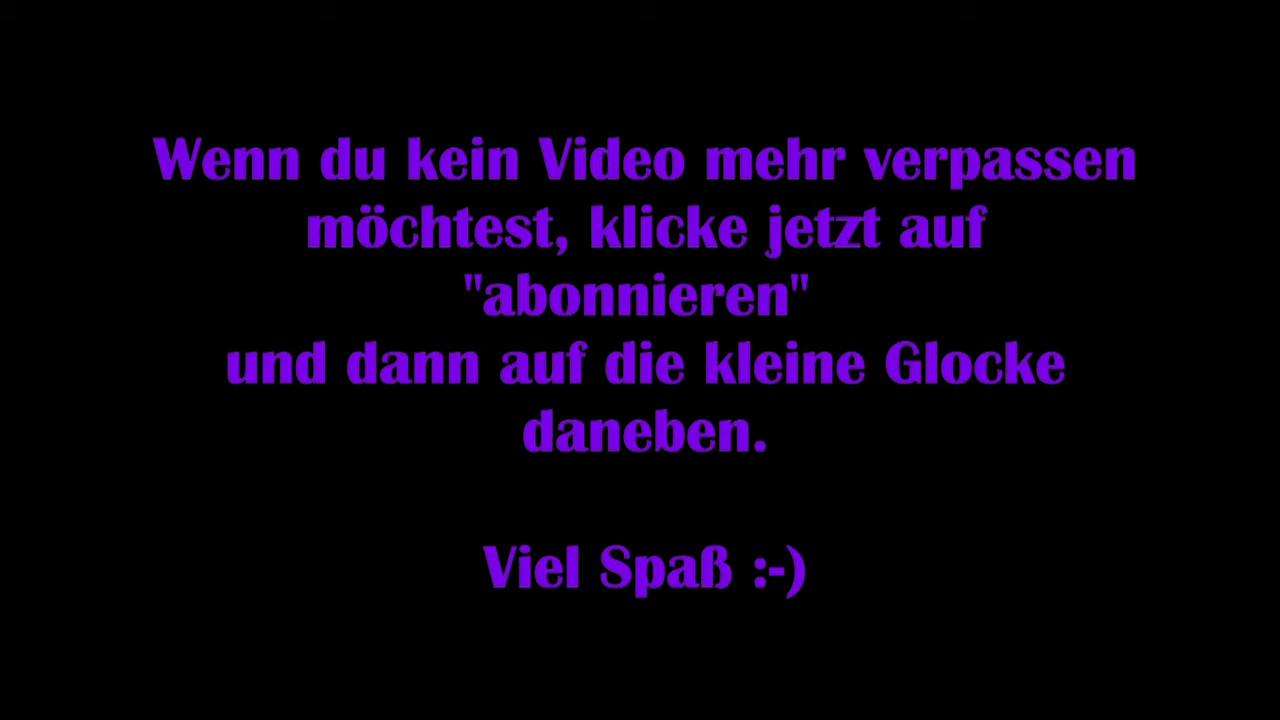 Wenn du kein Video mehr verpassen
möchtest, klicke jetzt auf
"abonnieren"
und dann auf die kleine Glocke
daneben.
Viel Spaß :-)